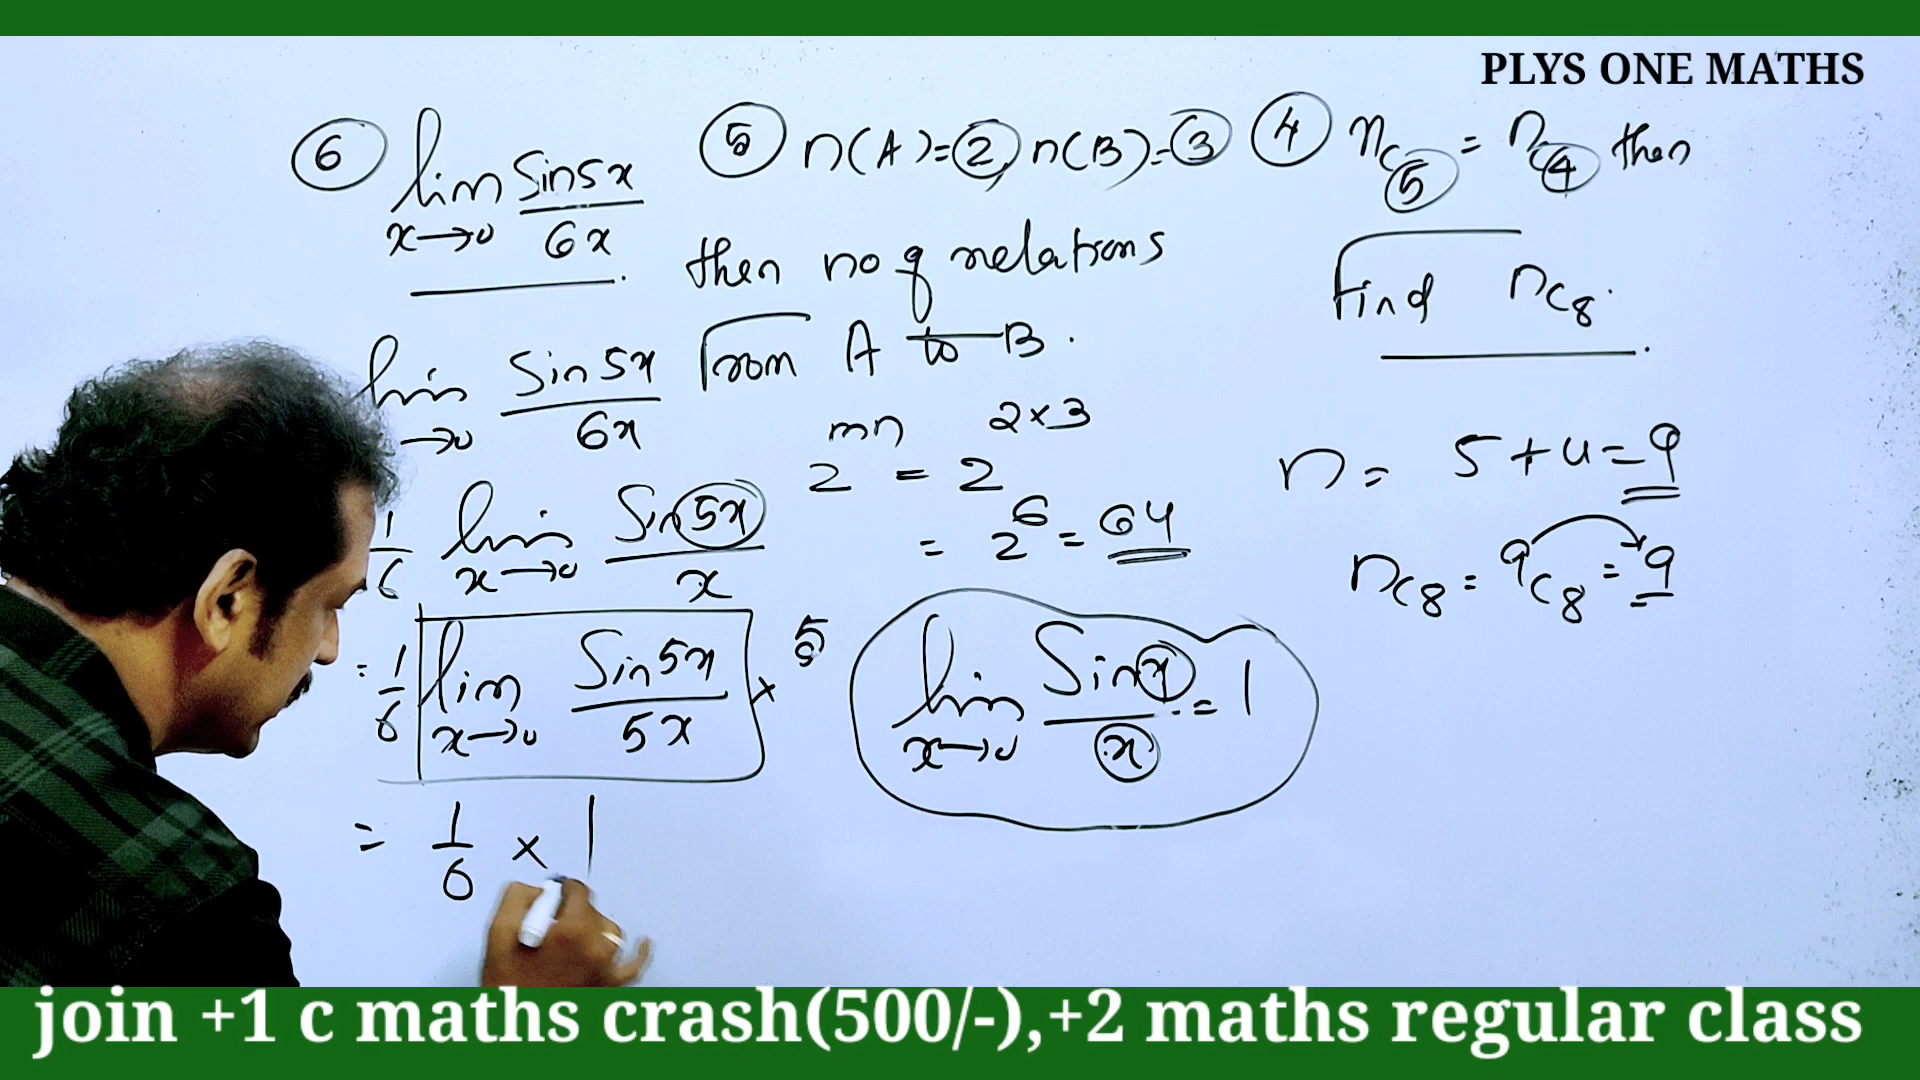 PLYS ONE MATHS
6 lim x→0 sin5x/6x
lim →0 Sin5x/6x
1/6 lim x→0 Sin5x/x
= 1/6 lim x→0 Sin5x/5x × 5
= 1/6 × 1
5 n(A)=2, n(B)=3
then no of relations
from A to B.
2^mn = 2^2×3
= 2^6 = 64
lim x→0 Sinx/x = 1
4 nC5 = nC4 then
Find nC8.
n = 5+4=9
nC8 = 9C8 = 9
join +1 c maths crash(500/-),+2 maths regular class